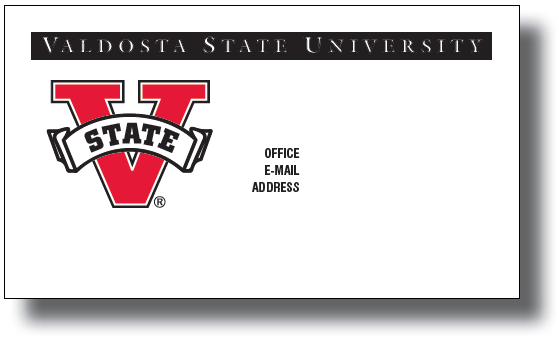 VALDOSTA STATE UNIVERSITY
STATE
®
OFFICE
E-MAIL
ADDRESS